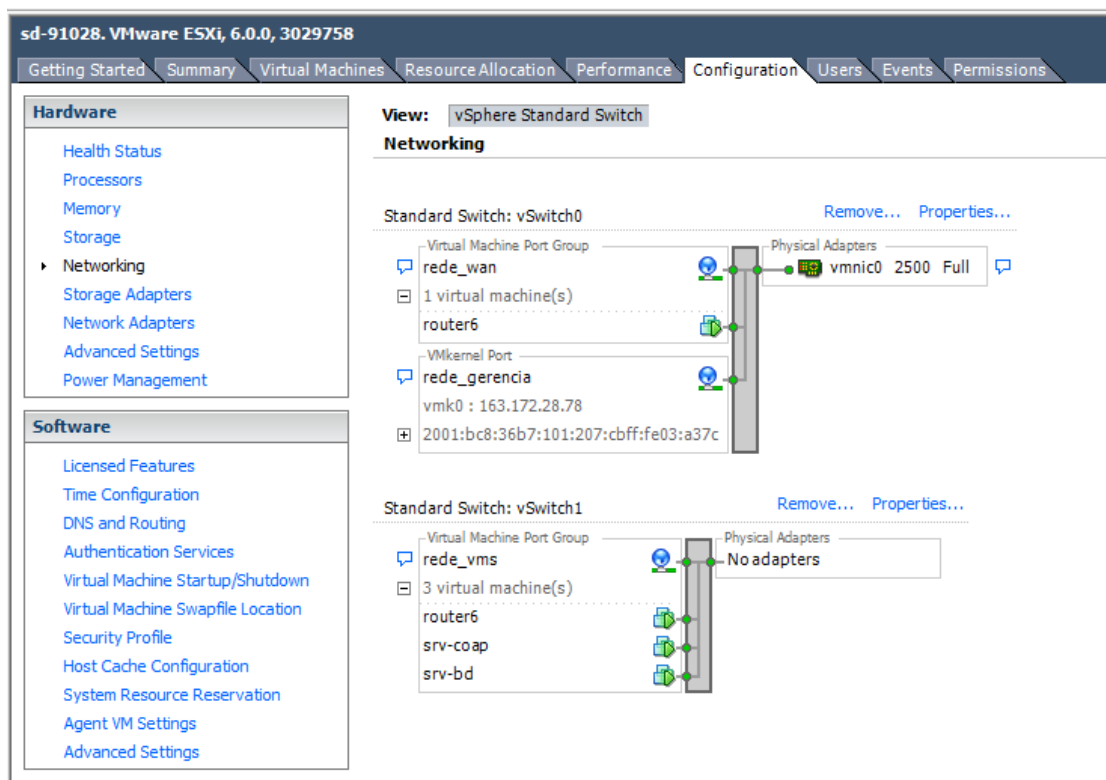 sd-91028. VMware ESXi, 6.0.0, 3029758
Getting Started Summary Virtual Machines Resource Allocation Performance Configuration Users Events Permissions
Hardware
Health Status
Processors
Memory
Storage
Networking
Storage Adapters
Network Adapters
Advanced Settings
Power Management
Software
Licensed Features
Time Configuration
DNS and Routing
Authentication Services
Virtual Machine Startup/Shutdown
Virtual Machine Swapfile Location
Security Profile
Host Cache Configuration
System Resource Reservation
Agent VM Settings
Advanced Settings
View: vSphere Standard Switch
Networking
Standard Switch: vSwitch0 Remove... Properties...
Virtual Machine Port Group
rede_wan
1 virtual machine(s)
router6
VMkernel Port
rede_gerencia
vmk0 : 163.172.28.78
2001:bc8:36b7:101:207:cbff:fe03:a37c
Physical Adapters
vmnic0 2500 Full
Standard Switch: vSwitch1 Remove... Properties...
Virtual Machine Port Group
rede_vms
3 virtual machine(s)
router6
srv-coap
srv-bd
Physical Adapters
No adapters